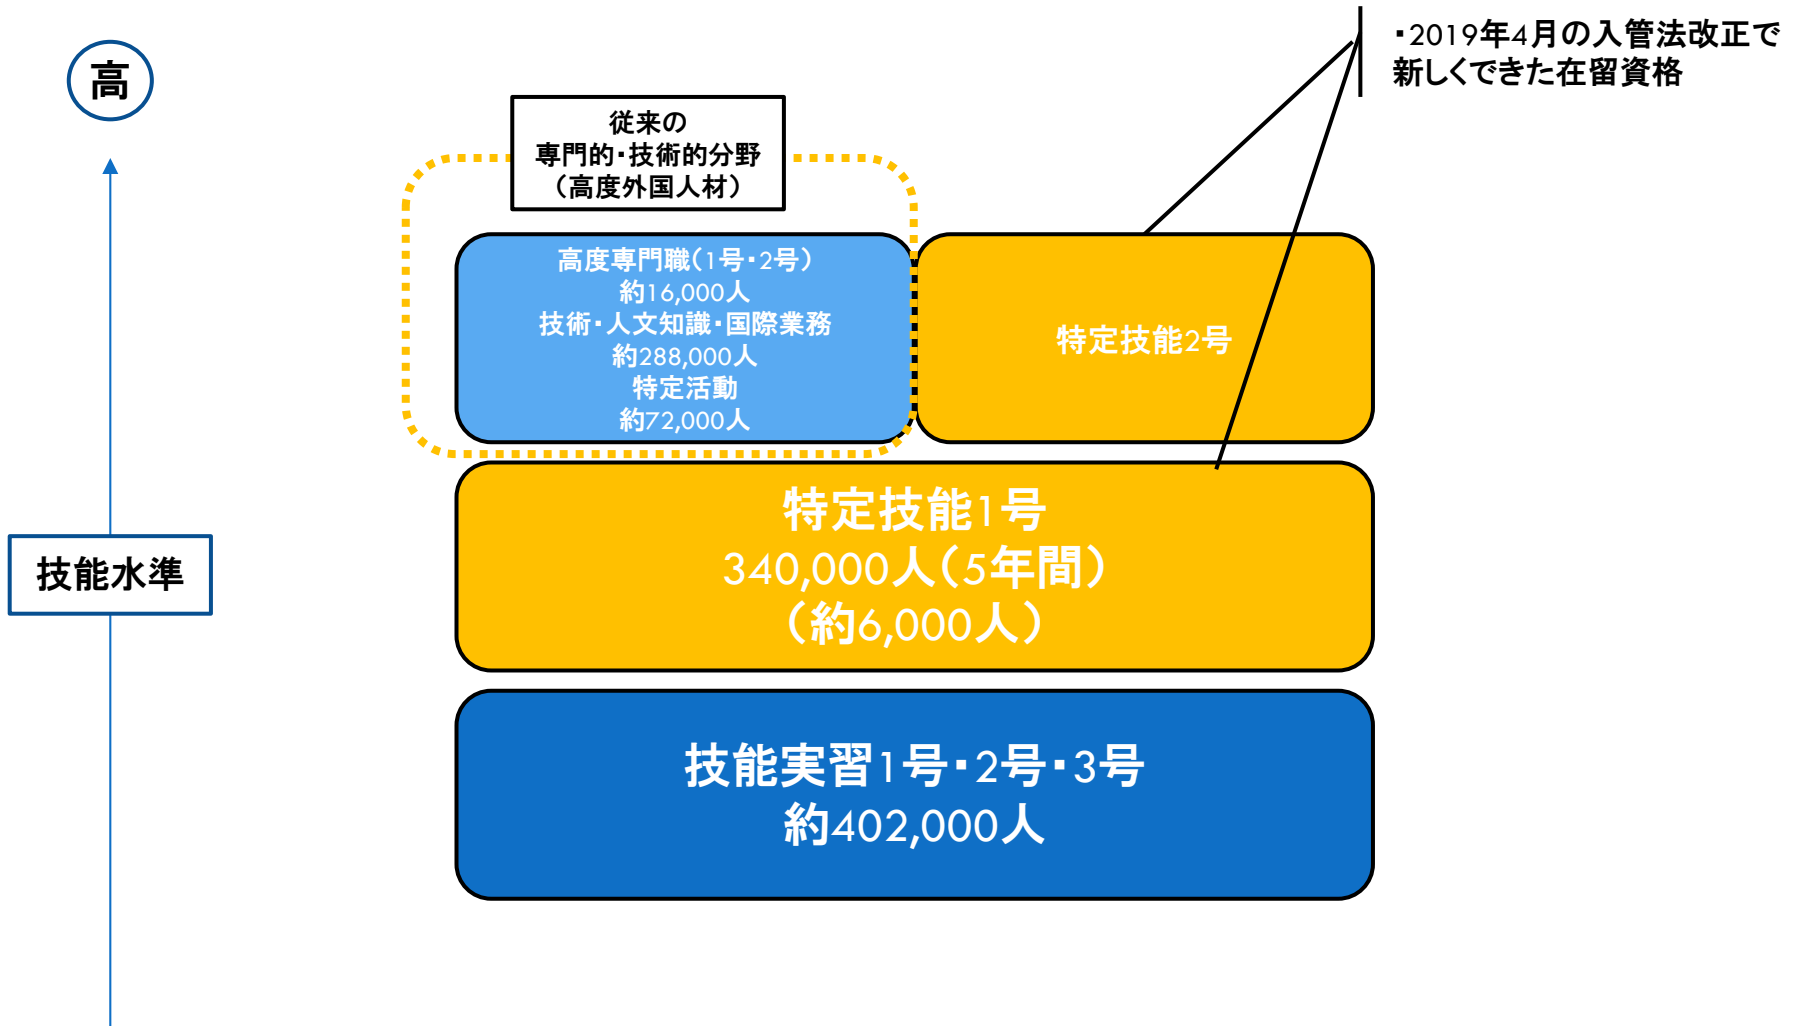 高
・2019年4月の入管法改正で
新しくできた在留資格
従来の
専門的・技術的分野
（高度外国人材）
高度専門職（1号・2号）
約16,000人
技術・人文知識・国際業務
約288,000人
特定活動
約72,000人
特定技能2号
特定技能1号
340,000人（5年間）
（約6,000人）
技能水準
技能実習1号・2号・3号
約402,000人